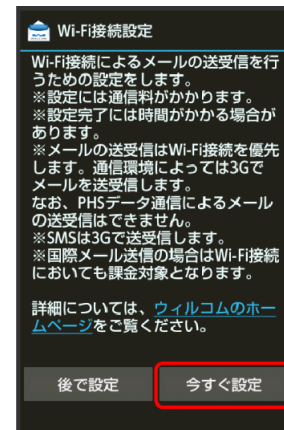 Wi-Fi接続設定
Wi-Fi接続によるメールの送受信を行
うための設定をします。
※設定には通信料がかかります。
※設定完了には時間がかかる場合が
あります。
※メールの送受信はWi-Fi接続を優先
します。通信環境によっては3Gで
メールを送受信します。
なお、PHSデータ通信によるメール
の送受信はできません。
※SMSは3Gで送受信します。
※国際メール送信の場合はWi-Fi接続
においても課金対象となります。
詳細については、ウィルコムのホー
ムページをご覧ください。
後で設定
今すぐ設定